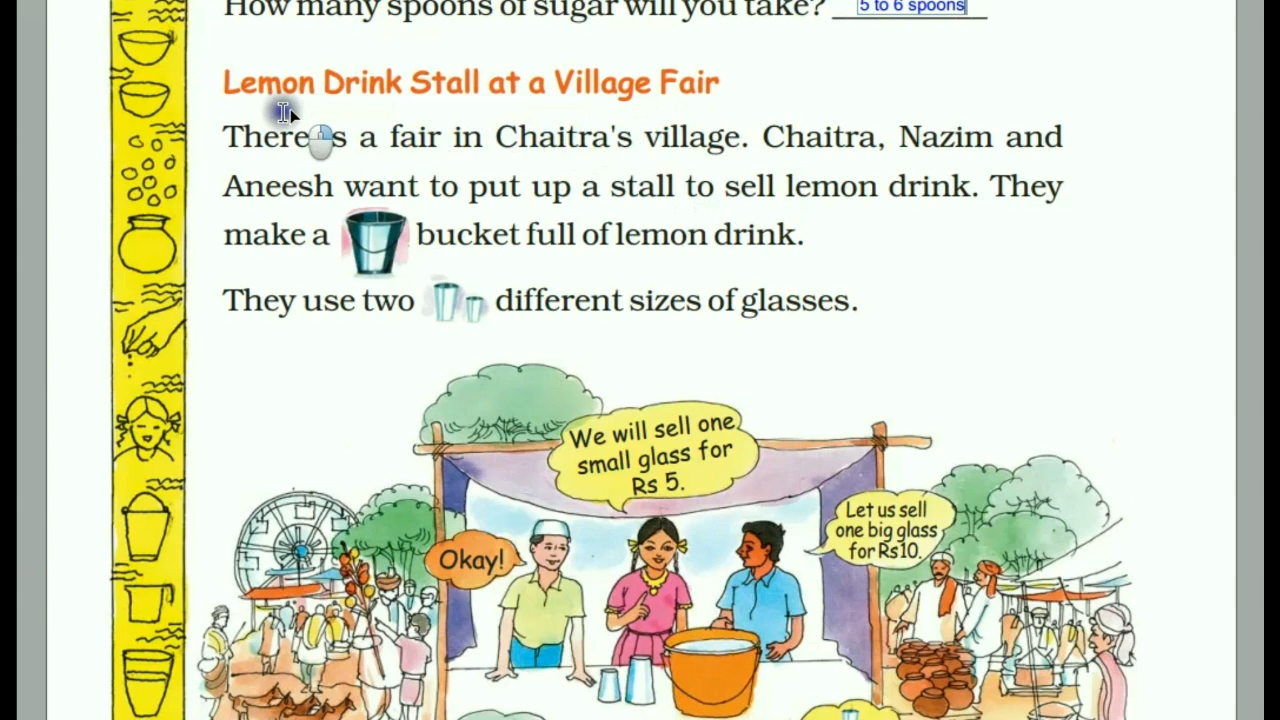 How many spoons of sugar will you take? 5 to 6 spoons
Lemon Drink Stall at a Village Fair
There is a fair in Chaitra's village. Chaitra, Nazim and
Aneesh want to put up a stall to sell lemon drink. They
make a bucket full of lemon drink.
They use two different sizes of glasses.
We will sell one
small glass for
Rs 5.
Let us sell
one big glass
for Rs10.
Okay!